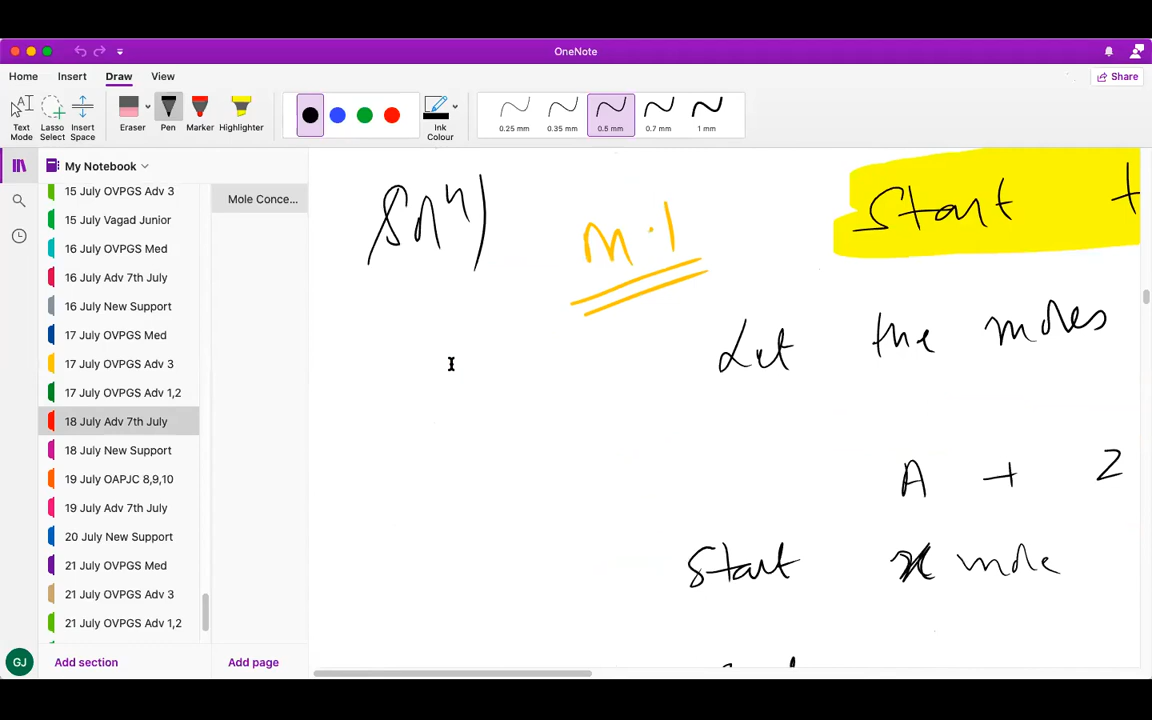 OneNote
Home Insert Draw View
Share
Text Mode
Lasso Select
Insert Space
Eraser
Pen
Marker
Highlighter
Ink Colour
0.25 mm
0.35 mm
0.5 mm
0.7 mm
1 mm
My Notebook
15 July OVPGS Adv 3
15 July Vagad Junior
16 July OVPGS Med
16 July Adv 7th July
16 July New Support
17 July OVPGS Med
17 July OVPGS Adv 3
17 July OVPGS Adv 1,2
18 July Adv 7th July
18 July New Support
19 July OAPJC 8,9,10
19 July Adv 7th July
20 July New Support
21 July OVPGS Med
21 July OVPGS Adv 3
21 July OVPGS Adv 1,2
GJ
Add section
Mole Conce...
Add page
Soln)
M·1
Start t
Let the moles
A + 2
Start x mole